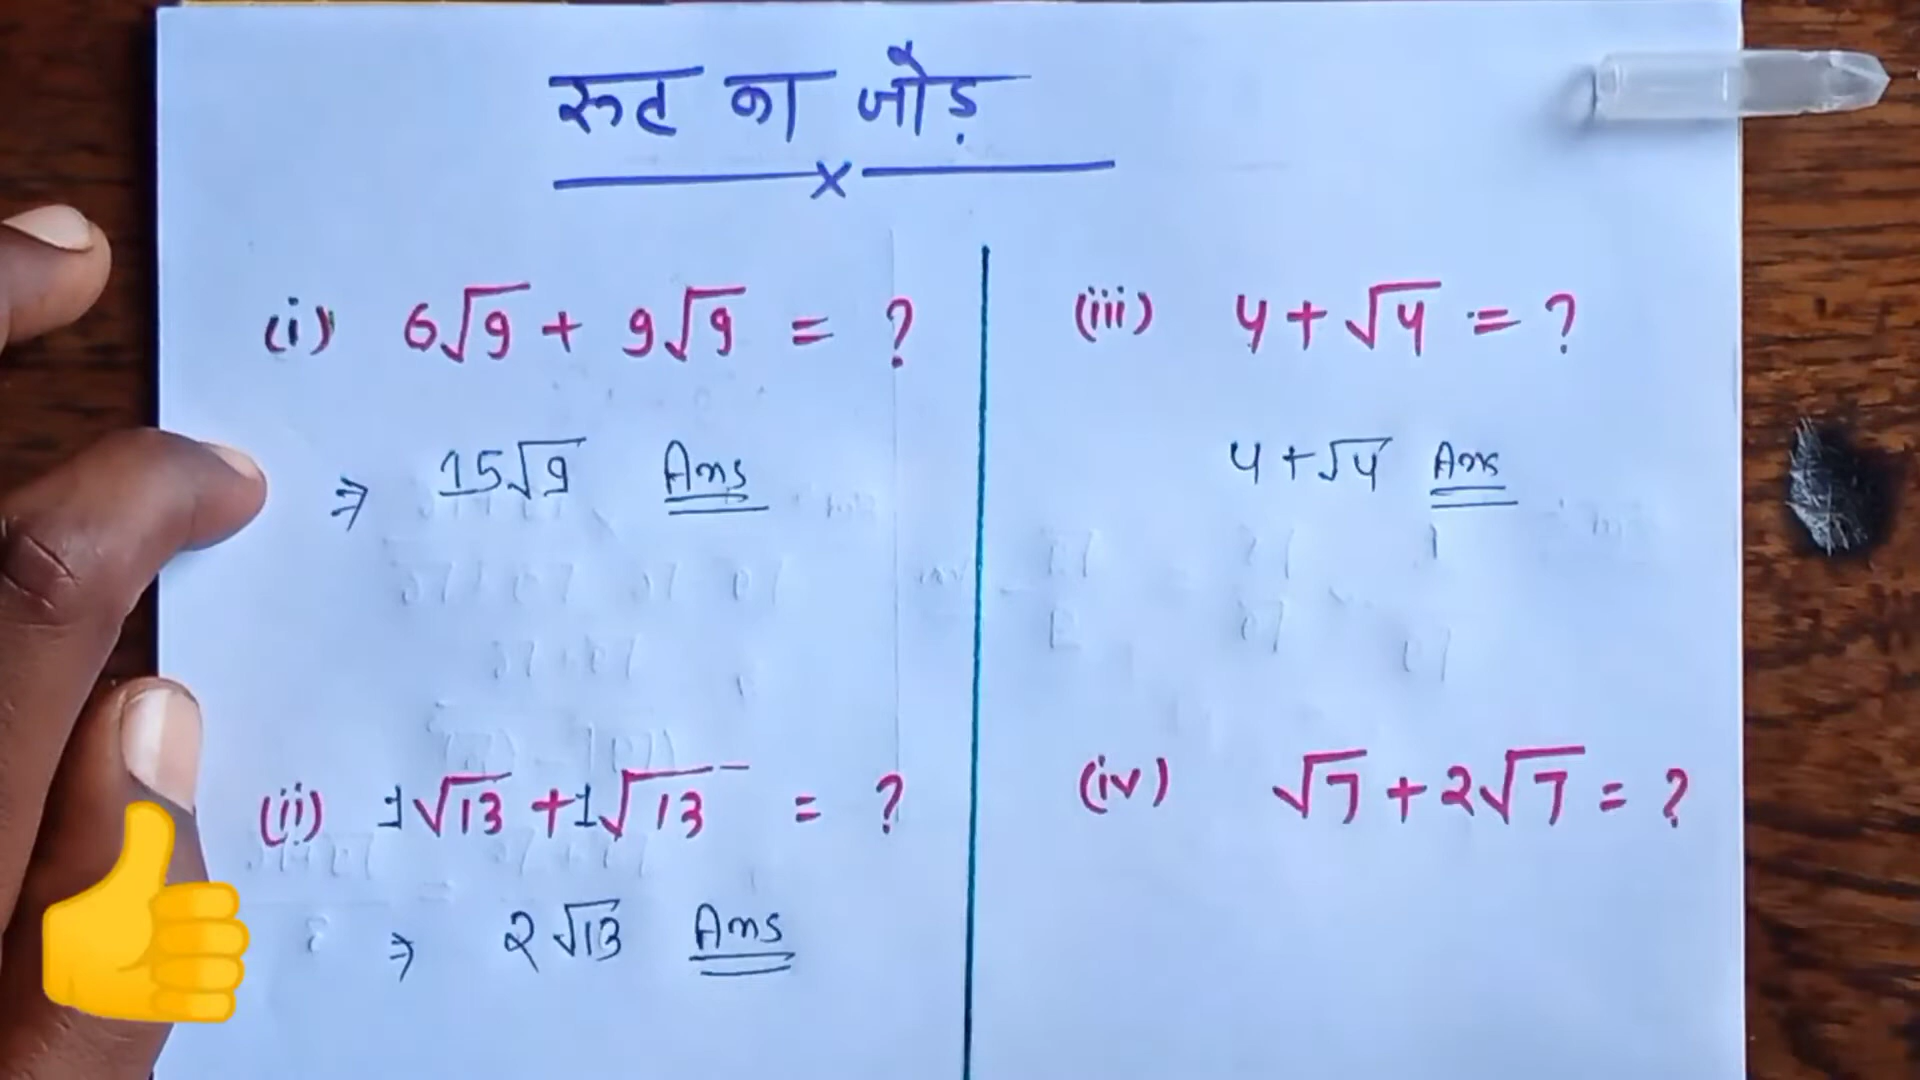 रूट का जोड़
x
(i) 6√9 + 9√9 = ?
⇒ 15√9 Ans
(ii) 1√13 + 1√13 = ?
⇒ 2√13 Ans
(iii) 4 + √4 = ?
4 + √4 Ans
(iv) √7 + 2√7 = ?